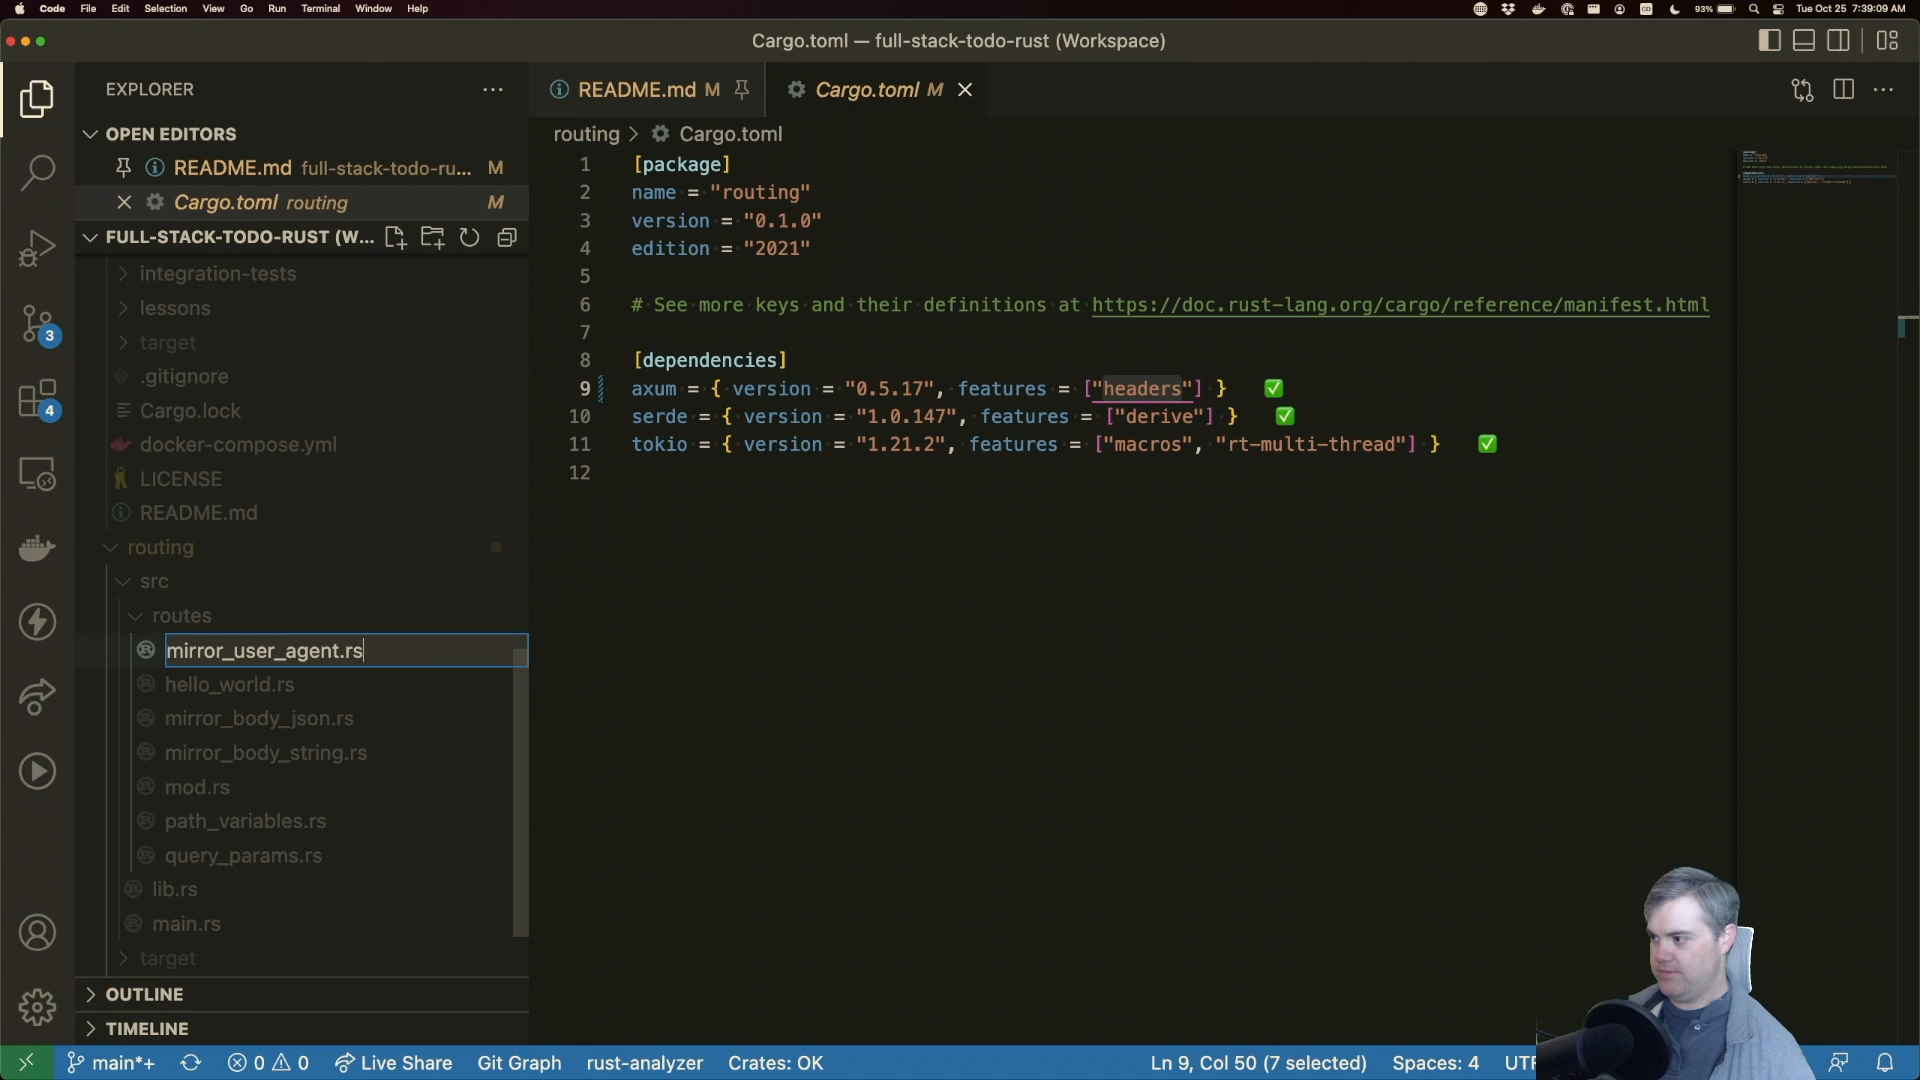 Code File Edit Selection View Go Run Terminal Window Help
93% Tue Oct 25 7:39:09 AM
Cargo.toml — full-stack-todo-rust (Workspace)
EXPLORER
OPEN EDITORS
README.md full-stack-todo-ru... M
Cargo.toml routing M
FULL-STACK-TODO-RUST (W...
integration-tests
lessons
target
.gitignore
Cargo.lock
docker-compose.yml
LICENSE
README.md
routing
src
routes
mirror_user_agent.rs
hello_world.rs
mirror_body_json.rs
mirror_body_string.rs
mod.rs
path_variables.rs
query_params.rs
lib.rs
main.rs
target
OUTLINE
TIMELINE
3
4
README.md M
Cargo.toml M
routing > Cargo.toml
1 [package]
2 name = "routing"
3 version = "0.1.0"
4 edition = "2021"
5
6 # See more keys and their definitions at https://doc.rust-lang.org/cargo/reference/manifest.html
7
8 [dependencies]
9 axum = { version = "0.5.17", features = ["headers"] } ✅
10 serde = { version = "1.0.147", features = ["derive"] } ✅
11 tokio = { version = "1.21.2", features = ["macros", "rt-multi-thread"] } ✅
12
main*+ 0 0 Live Share Git Graph rust-analyzer Crates: OK Ln 9, Col 50 (7 selected) Spaces: 4 UTF